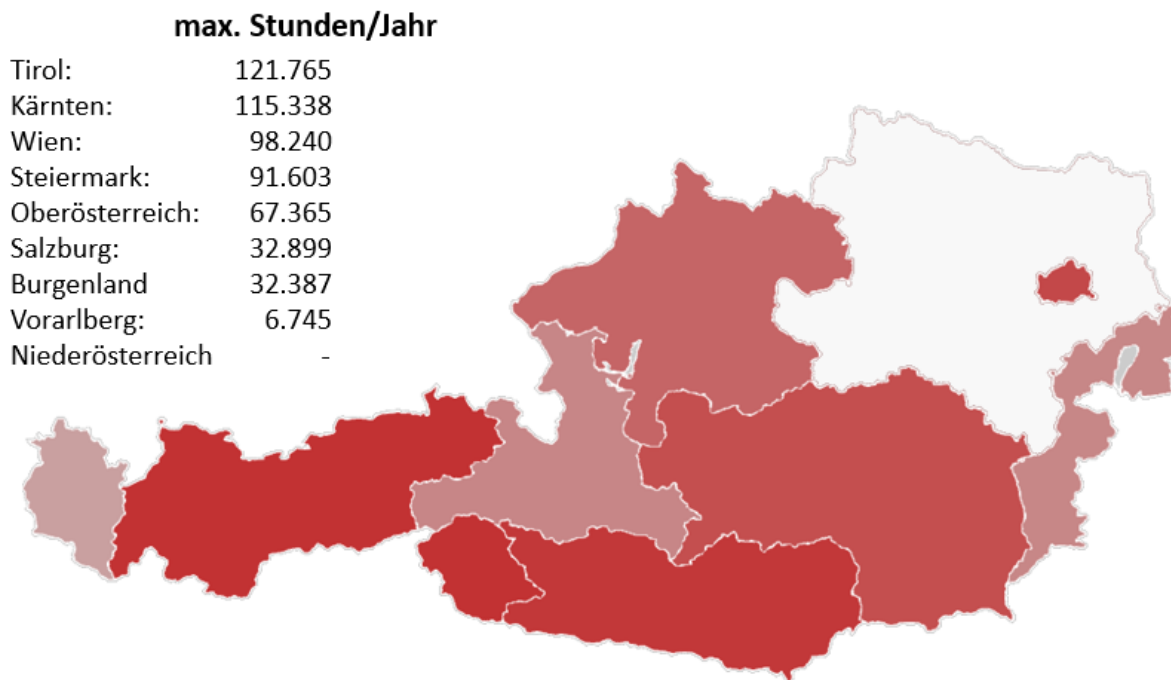 max. Stunden/Jahr
Tirol: 121.765
Kärnten: 115.338
Wien: 98.240
Steiermark: 91.603
Oberösterreich: 67.365
Salzburg: 32.899
Burgenland 32.387
Vorarlberg: 6.745
Niederösterreich -